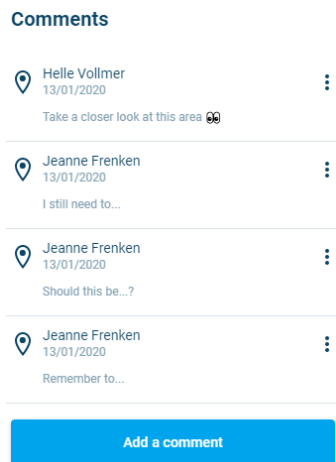 Comments
Helle Vollmer
13/01/2020
Take a closer look at this area 👀
Jeanne Frenken
13/01/2020
I still need to...
Jeanne Frenken
13/01/2020
Should this be...?
Jeanne Frenken
13/01/2020
Remember to...
Add a comment